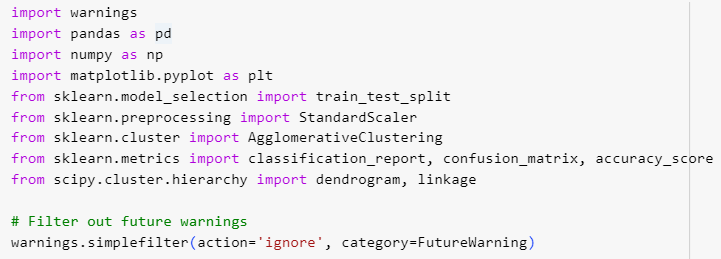 import warnings
import pandas as pd
import numpy as np
import matplotlib.pyplot as plt
from sklearn.model_selection import train_test_split
from sklearn.preprocessing import StandardScaler
from sklearn.cluster import AgglomerativeClustering
from sklearn.metrics import classification_report, confusion_matrix, accuracy_score
from scipy.cluster.hierarchy import dendrogram, linkage

# Filter out future warnings
warnings.simplefilter(action='ignore', category=FutureWarning)